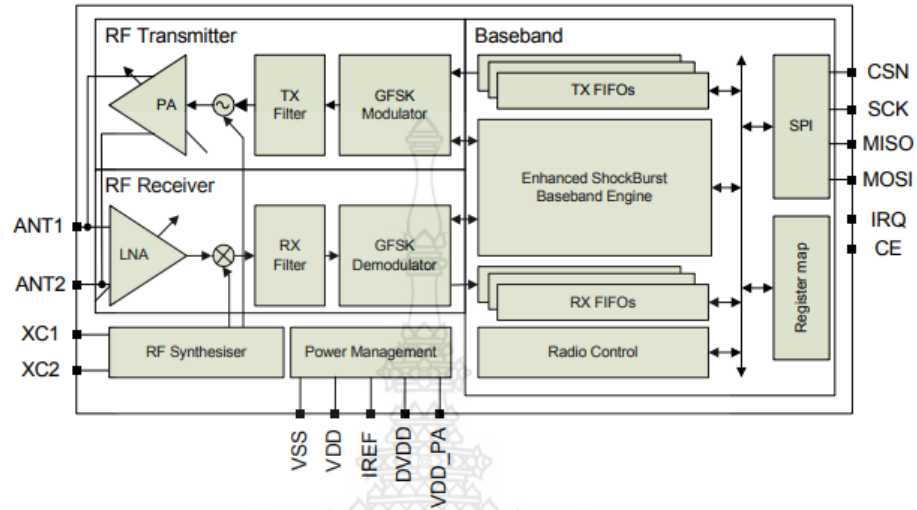 RF Transmitter
Baseband
PA
TX
Filter
GFSK
Modulator
TX FIFOs
SPI
CSN
SCK
MISO
MOSI
IRQ
CE
Enhanced ShockBurst
Baseband Engine
RF Receiver
ANT1
ANT2
LNA
RX
Filter
GFSK
Demodulator
RX FIFOs
Register map
XC1
XC2
RF Synthesiser
Power Management
Radio Control
VSS
VDD
IREF
DVDD
VDD_PA